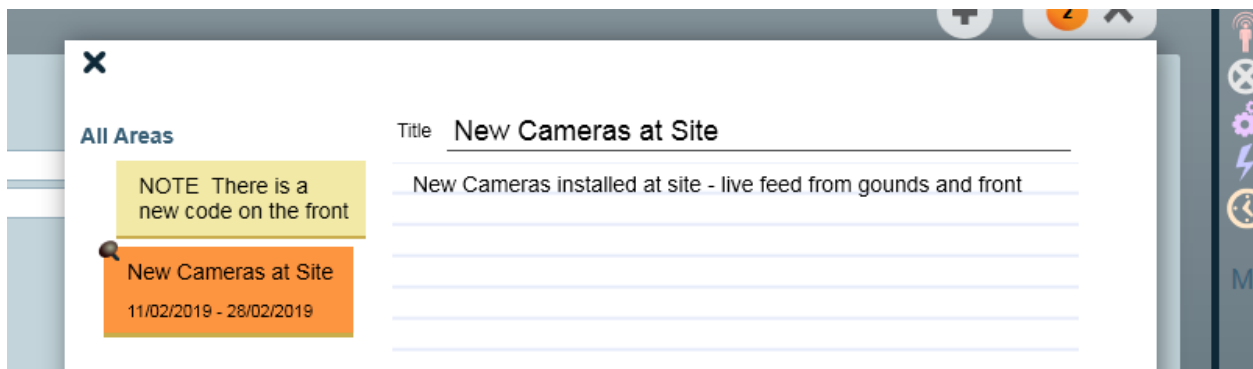 2
All Areas
Title New Cameras at Site
NOTE There is a
new code on the front
New Cameras installed at site - live feed from gounds and front
New Cameras at Site
11/02/2019 - 28/02/2019
M